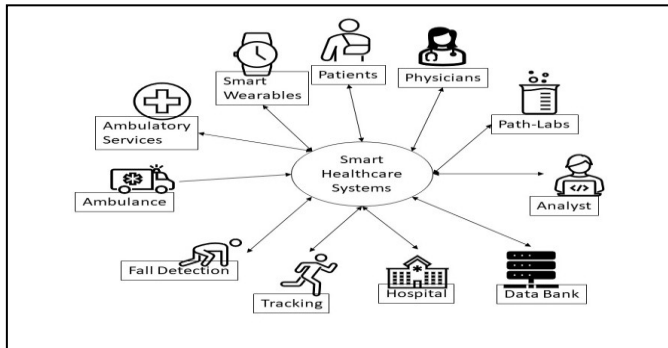 Smart
Wearables
Patients
Physicians
Ambulatory
Services
Path-Labs
Smart
Healthcare
Systems
Ambulance
Analyst
Fall Detection
Tracking
Hospital
Data Bank